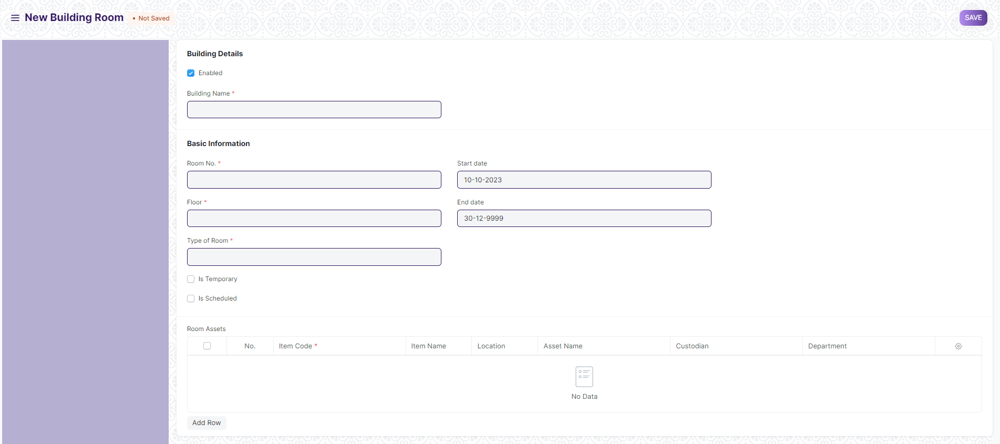 New Building Room • Not Saved SAVE
Building Details
Enabled
Building Name *
Basic Information
Room No. * Start date
10-10-2023
Floor * End date
30-12-9999
Type of Room *
Is Temporary
Is Scheduled
Room Assets
No. Item Code * Item Name Location Asset Name Custodian Department
No Data
Add Row